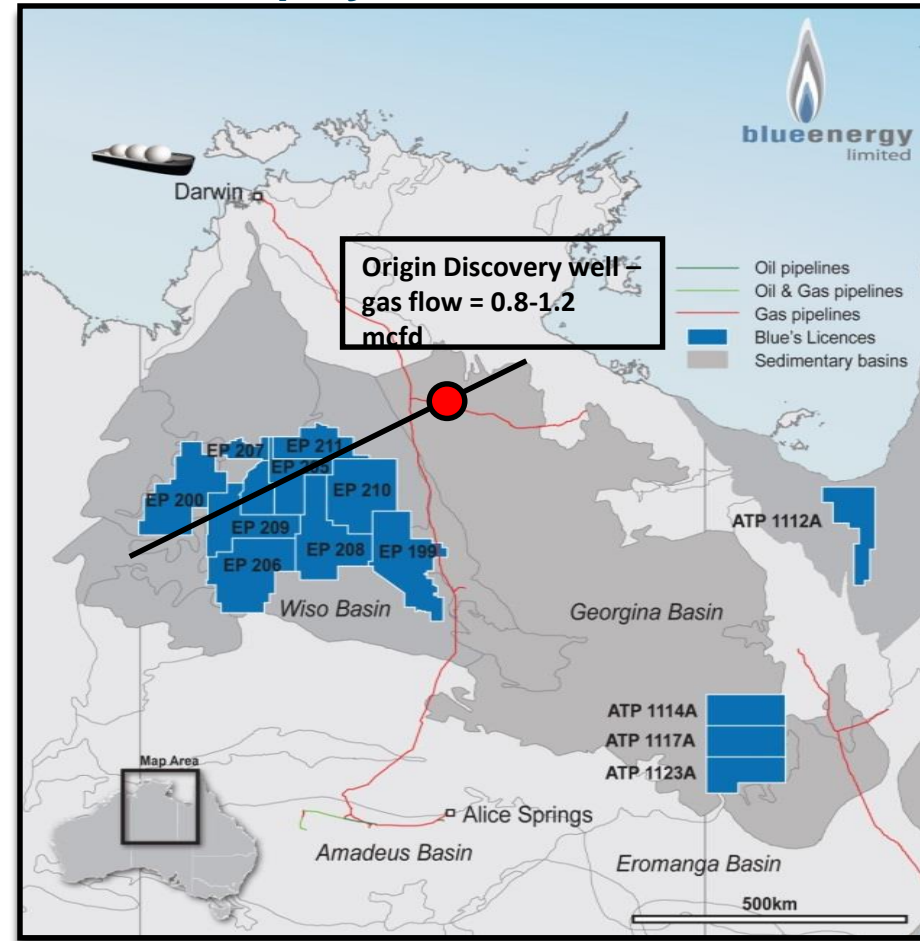 blueenergy
limited
Darwin
Origin Discovery well –
gas flow = 0.8-1.2
mcfd
Oil pipelines
Oil & Gas pipelines
Gas pipelines
Blue's Licences
Sedimentary basins
EP 207
EP 211
EP 205
EP 200
EP 210
EP 209
EP 208
EP 199
EP 206
ATP 1112A
Wiso Basin
Georgina Basin
ATP 1114A
ATP 1117A
ATP 1123A
Map Area
Alice Springs
Amadeus Basin
Eromanga Basin
500km